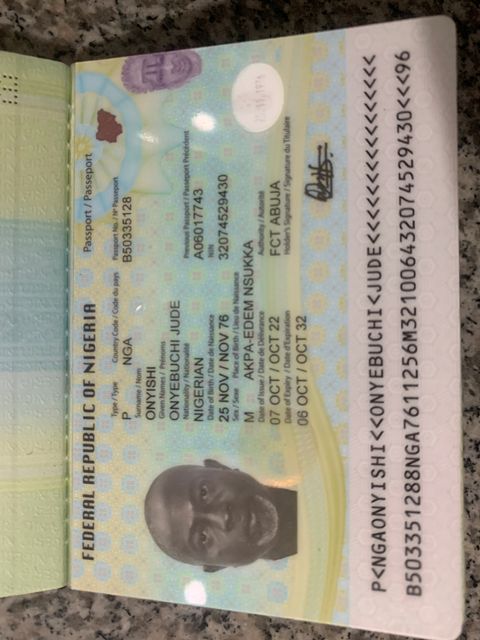 FEDERAL REPUBLIC OF NIGERIA
Passport / Passeport
Type / Type Country Code / Code du pays Passport No. / N° Passeport
P NGA B50335128
Surname / Nom
ONYISHI
Given Names / Prénoms
ONYEBUCHI JUDE
Nationality / Nationalité Previous Passport / Passeport Précédent
NIGERIAN A06017743
Date of Birth / Date de Naissance NIN
25 NOV / NOV 76 32074529430
Sex / Sexe Place of Birth / Lieu de Naissance
M AKPA-EDEM NSUKKA
Date of Issue / Date de Délivrance Authority / Autorité
07 OCT / OCT 22 FCT ABUJA
Date of Expiry / Date d'Expiration Holder's Signature / Signature du Titulaire
06 OCT / OCT 32
P<NGAONYISHI<<ONYEBUCHI<JUDE<<<<<<<<<<<<<<<<
B503351288NGA7611256M321006432074529430<<<96